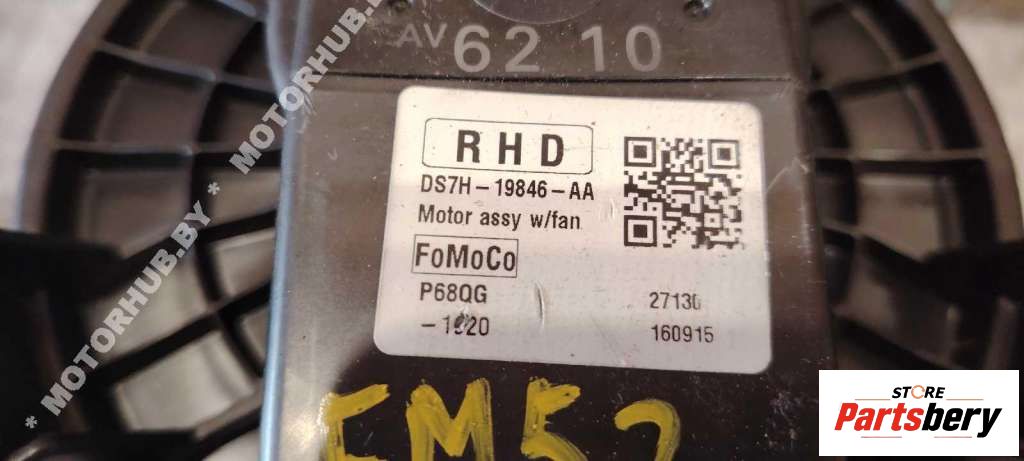 AV 62 10
RHD
DS7H-19846-AA
Motor assy w/fan
FoMoCo
P68QG
27130
160915
* MOTORHUB.BY * MOTORHUB.BY
STORE
Partsbery